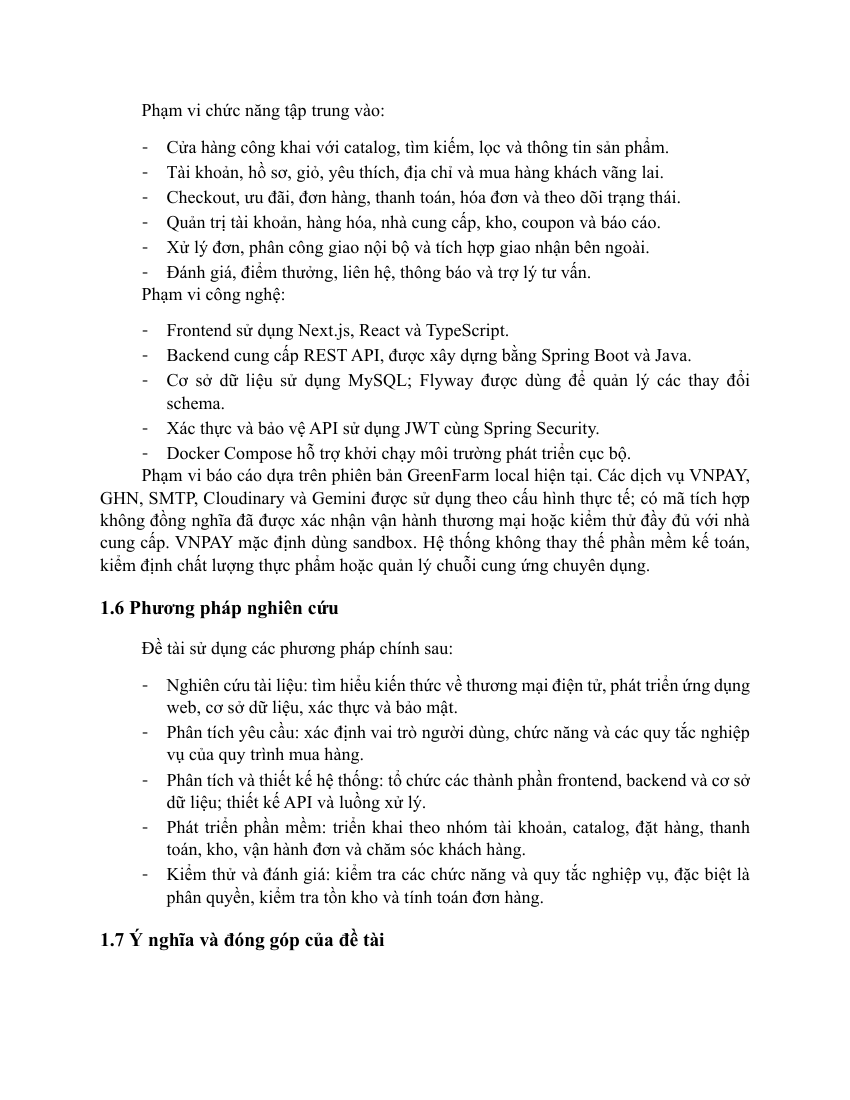 Phạm vi chức năng tập trung vào:
- Cửa hàng công khai với catalog, tìm kiếm, lọc và thông tin sản phẩm.
- Tài khoản, hồ sơ, giỏ, yêu thích, địa chỉ và mua hàng khách vãng lai.
- Checkout, ưu đãi, đơn hàng, thanh toán, hóa đơn và theo dõi trạng thái.
- Quản trị tài khoản, hàng hóa, nhà cung cấp, kho, coupon và báo cáo.
- Xử lý đơn, phân công giao nội bộ và tích hợp giao nhận bên ngoài.
- Đánh giá, điểm thưởng, liên hệ, thông báo và trợ lý tư vấn.
Phạm vi công nghệ:
- Frontend sử dụng Next.js, React và TypeScript.
- Backend cung cấp REST API, được xây dựng bằng Spring Boot và Java.
- Cơ sở dữ liệu sử dụng MySQL; Flyway được dùng để quản lý các thay đổi
schema.
- Xác thực và bảo vệ API sử dụng JWT cùng Spring Security.
- Docker Compose hỗ trợ khởi chạy môi trường phát triển cục bộ.
Phạm vi báo cáo dựa trên phiên bản GreenFarm local hiện tại. Các dịch vụ VNPAY,
GHN, SMTP, Cloudinary và Gemini được sử dụng theo cấu hình thực tế; có mã tích hợp
không đồng nghĩa đã được xác nhận vận hành thương mại hoặc kiểm thử đầy đủ với nhà
cung cấp. VNPAY mặc định dùng sandbox. Hệ thống không thay thế phần mềm kế toán,
kiểm định chất lượng thực phẩm hoặc quản lý chuỗi cung ứng chuyên dụng.
1.6 Phương pháp nghiên cứu
Đề tài sử dụng các phương pháp chính sau:
- Nghiên cứu tài liệu: tìm hiểu kiến thức về thương mại điện tử, phát triển ứng dụng
web, cơ sở dữ liệu, xác thực và bảo mật.
- Phân tích yêu cầu: xác định vai trò người dùng, chức năng và các quy tắc nghiệp
vụ của quy trình mua hàng.
- Phân tích và thiết kế hệ thống: tổ chức các thành phần frontend, backend và cơ sở
dữ liệu; thiết kế API và luồng xử lý.
- Phát triển phần mềm: triển khai theo nhóm tài khoản, catalog, đặt hàng, thanh
toán, kho, vận hành đơn và chăm sóc khách hàng.
- Kiểm thử và đánh giá: kiểm tra các chức năng và quy tắc nghiệp vụ, đặc biệt là
phân quyền, kiểm tra tồn kho và tính toán đơn hàng.
1.7 Ý nghĩa và đóng góp của đề tài